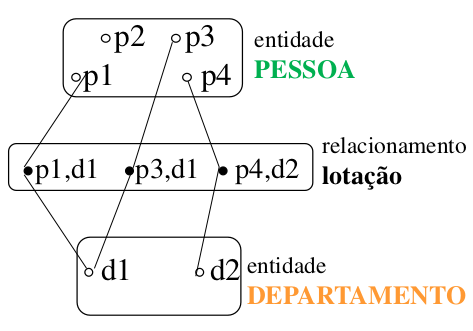 p2 p3
entidade
p1 p4
PESSOA
relacionamento
p1,d1 p3,d1 p4,d2
lotação
d1 d2
entidade
DEPARTAMENTO